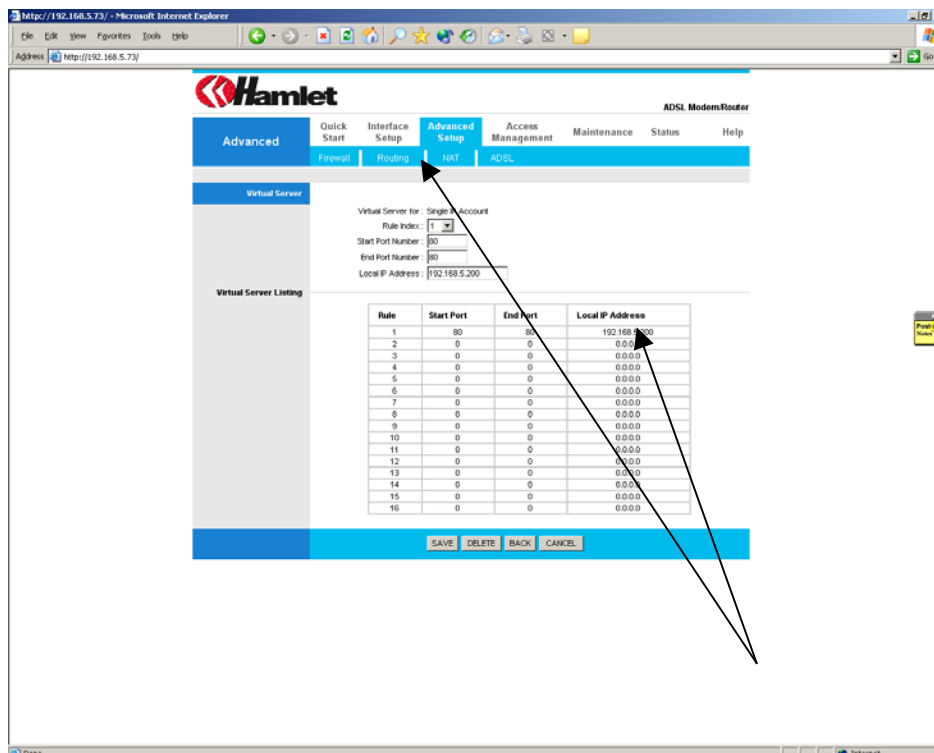 http://192.168.5.73/ - Microsoft Internet Explorer
File Edit View Favorites Tools Help
Address http://192.168.5.73/ Go
Hamlet
ADSL Modem/Router
Advanced
Quick Start
Interface Setup
Advanced Setup
Access Management
Maintenance
Status
Help
Firewall Routing NAT ADSL
Virtual Server
Virtual Server for : Single IP Account
Rule Index : 1
Start Port Number : 80
End Port Number : 80
Local IP Address : 192.168.5.200
Virtual Server Listing
Rule Start Port End Port Local IP Address
1 80 80 192.168.5.200
2 0 0 0.0.0.0
3 0 0 0.0.0.0
4 0 0 0.0.0.0
5 0 0 0.0.0.0
6 0 0 0.0.0.0
7 0 0 0.0.0.0
8 0 0 0.0.0.0
9 0 0 0.0.0.0
10 0 0 0.0.0.0
11 0 0 0.0.0.0
12 0 0 0.0.0.0
13 0 0 0.0.0.0
14 0 0 0.0.0.0
15 0 0 0.0.0.0
16 0 0 0.0.0.0
SAVE DELETE BACK CANCEL
Notes